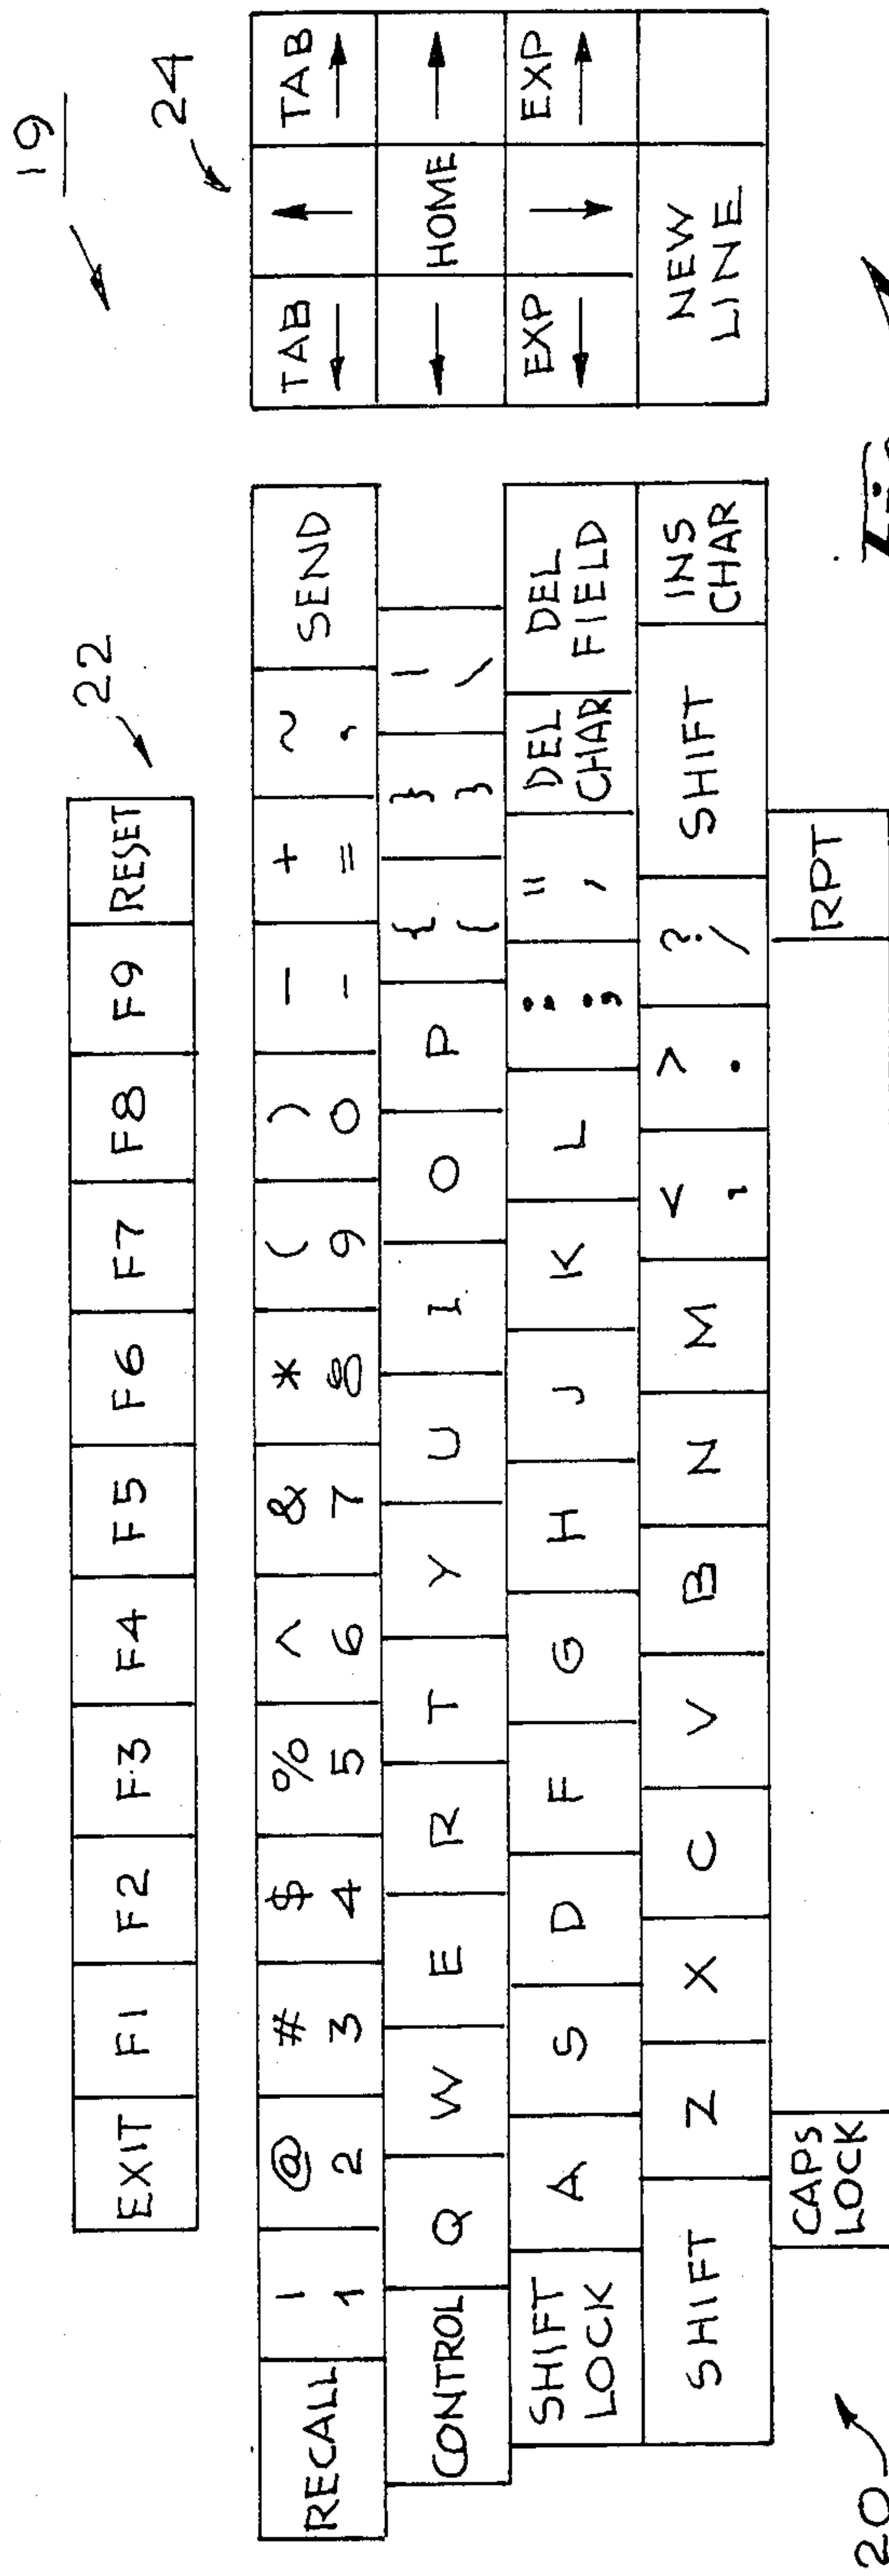 19
22
24
EXIT F1 F2 F3 F4 F5 F6 F7 F8 F9 RESET
! @ # $ % ^ & * ( ) — + ~
RECALL 1 2 3 4 5 6 7 8 9 0 - = SEND
CONTROL Q W E R T Y U I O P { } |
\
SHIFT LOCK A S D F G H J K L : " DEL CHAR DEL FIELD
; '
SHIFT Z X C V B N M < > ? SHIFT INS CHAR
, . /
CAPS LOCK RPT
TAB ← ↑ TAB →
← HOME →
EXP ← ↓ EXP →
NEW LINE
20